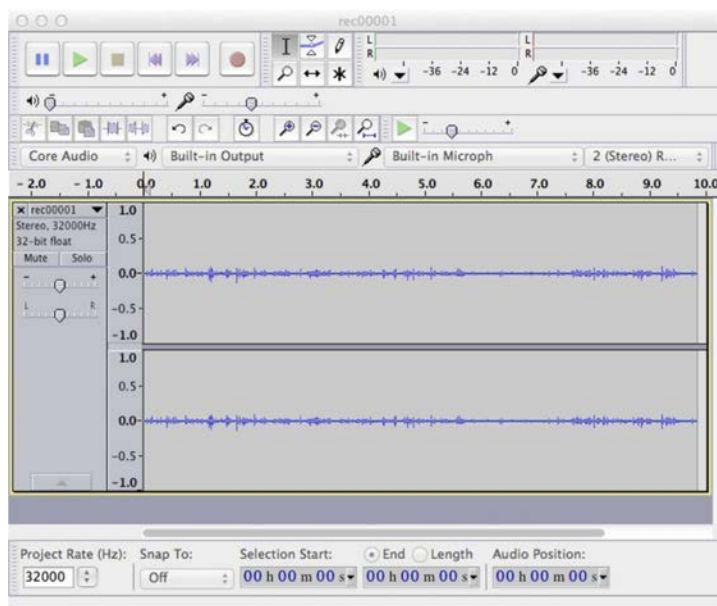 rec00001
L
R
-36 -24 -12 0
L
R
-36 -24 -12 0
Core Audio
Built-in Output
Built-in Microph
2 (Stereo) R...
- 2.0 - 1.0 0.0 1.0 2.0 3.0 4.0 5.0 6.0 7.0 8.0 9.0 10.0
rec00001
Stereo, 32000Hz
32-bit float
Mute Solo
- +
L R
1.0
0.5-
0.0-
-0.5-
-1.0
1.0
0.5-
0.0-
-0.5-
-1.0
Project Rate (Hz): Snap To: Selection Start: End Length Audio Position:
32000 Off 00 h 00 m 00 s 00 h 00 m 00 s 00 h 00 m 00 s